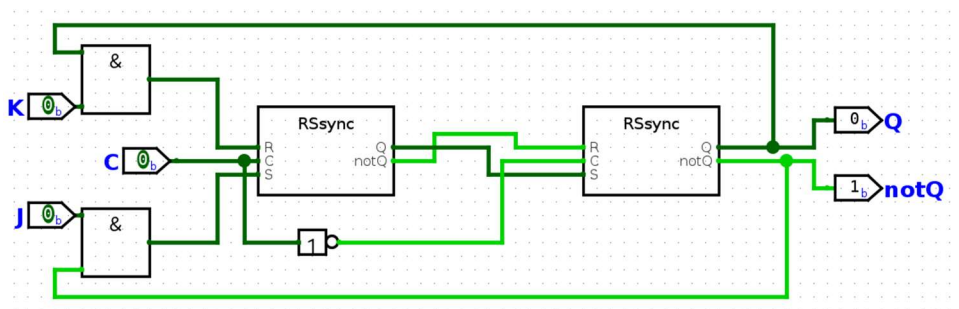 &
K 0b
C 0b
J 0b
&
RSsync
R
C
S
Q
notQ
1
RSsync
R
C
S
Q
notQ
0b Q
1b notQ